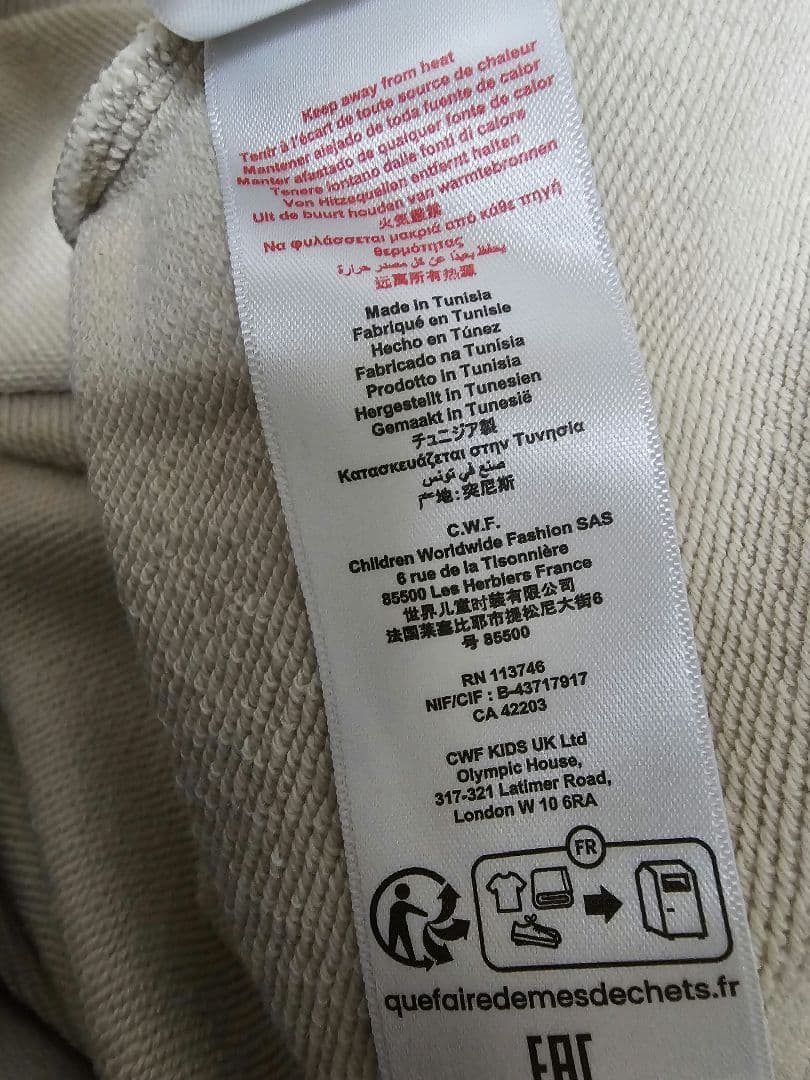 Keep away from heat
Tenir à l'écart de toute source de chaleur
Mantener alejado de toda fuente de calor
Manter afastado de qualquer fonte de calor
Tenere lontano dalle fonti di calore
Von Hitzequellen entfernt halten
Uit de buurt houden van warmtebronnen
火気厳禁
Να φυλάσσεται μακριά από κάθε πηγή
θερμότητας
يحفظ بعيدا عن كل مصدر حرارة
远离所有热源
Made in Tunisia
Fabriqué en Tunisie
Hecho en Túnez
Fabricado na Tunísia
Prodotto in Tunisia
Hergestellt in Tunesien
Gemaakt in Tunesië
チュニジア製
Κατασκευάζεται στην Τυνησία
صنع في تونس
产地:突尼斯
C.W.F.
Children Worldwide Fashion SAS
6 rue de la Tisonnière
85500 Les Herbiers France
世界儿童时装有限公司
法国莱塞比耶市提松尼大街6
号 85500
RN 113746
NIF/CIF : B-43717917
CA 42203
CWF KIDS UK Ltd
Olympic House,
317-321 Latimer Road,
London W 10 6RA
FR
quefairedemesdechets.fr
EAC